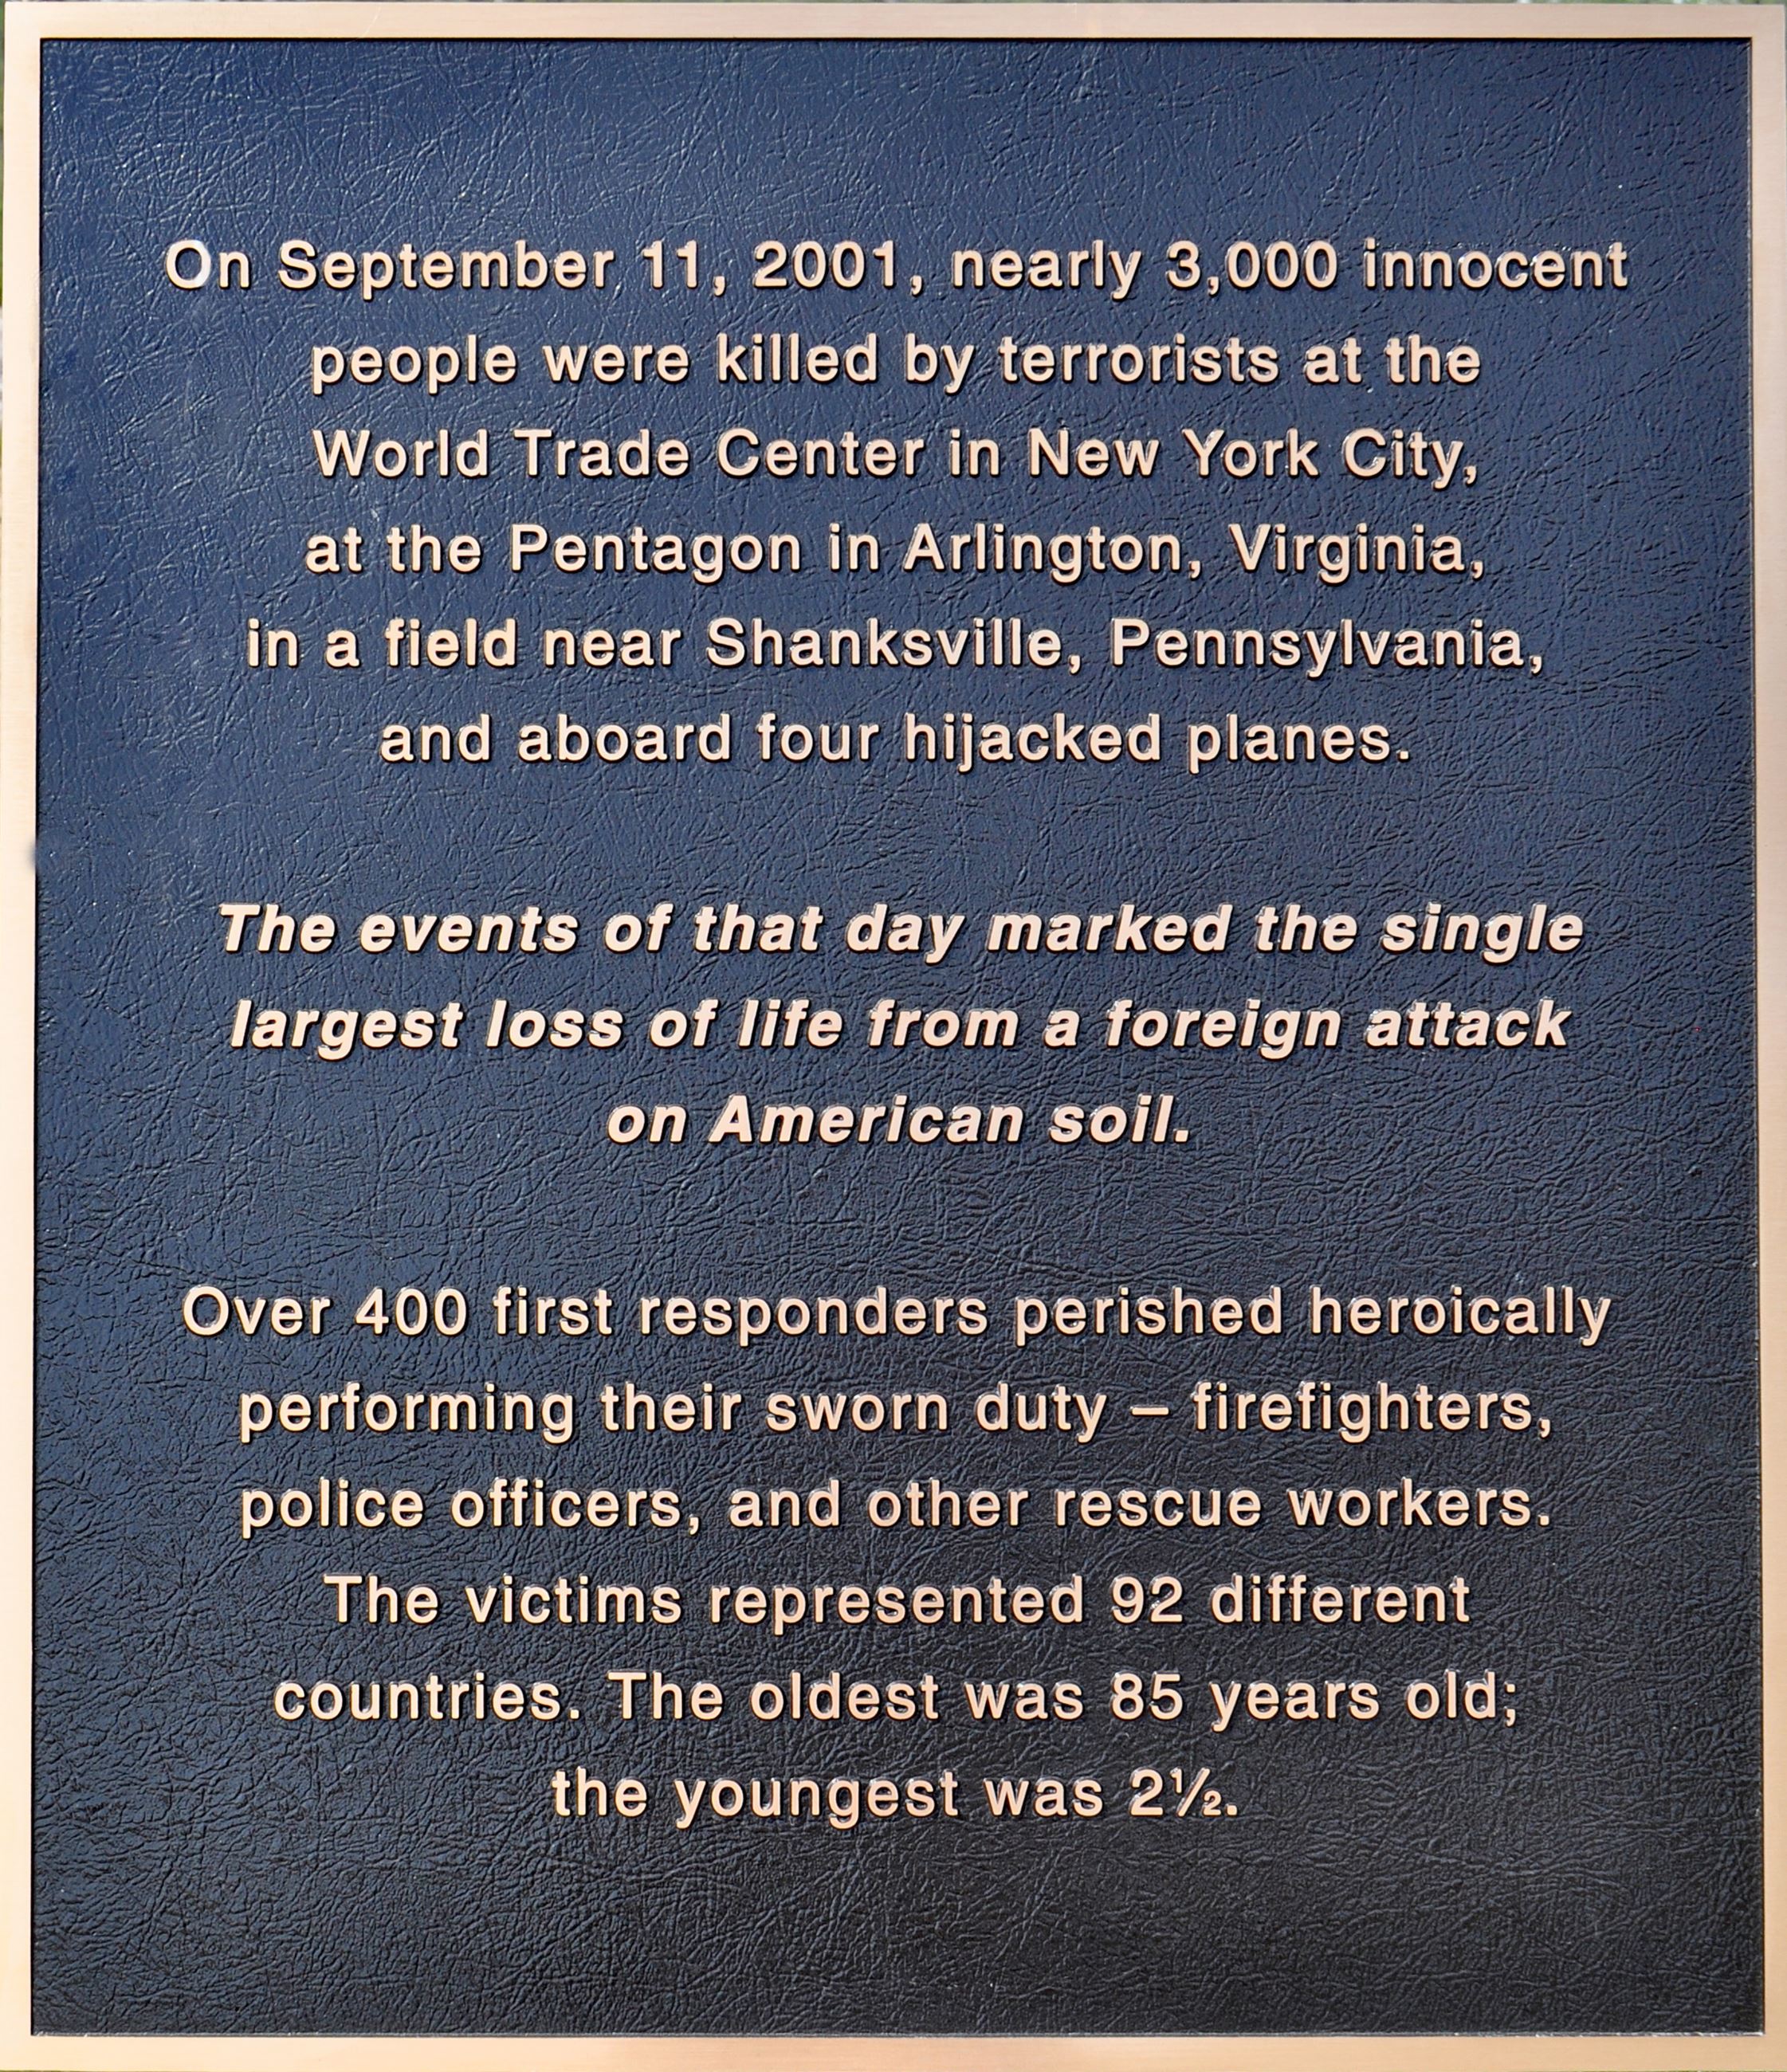 On September 11, 2001, nearly 3,000 innocent
people were killed by terrorists at the
World Trade Center in New York City,
at the Pentagon in Arlington, Virginia,
in a field near Shanksville, Pennsylvania,
and aboard four hijacked planes.
The events of that day marked the single
largest loss of life from a foreign attack
on American soil.
Over 400 first responders perished heroically
performing their sworn duty – firefighters,
police officers, and other rescue workers.
The victims represented 92 different
countries. The oldest was 85 years old;
the youngest was 2½.